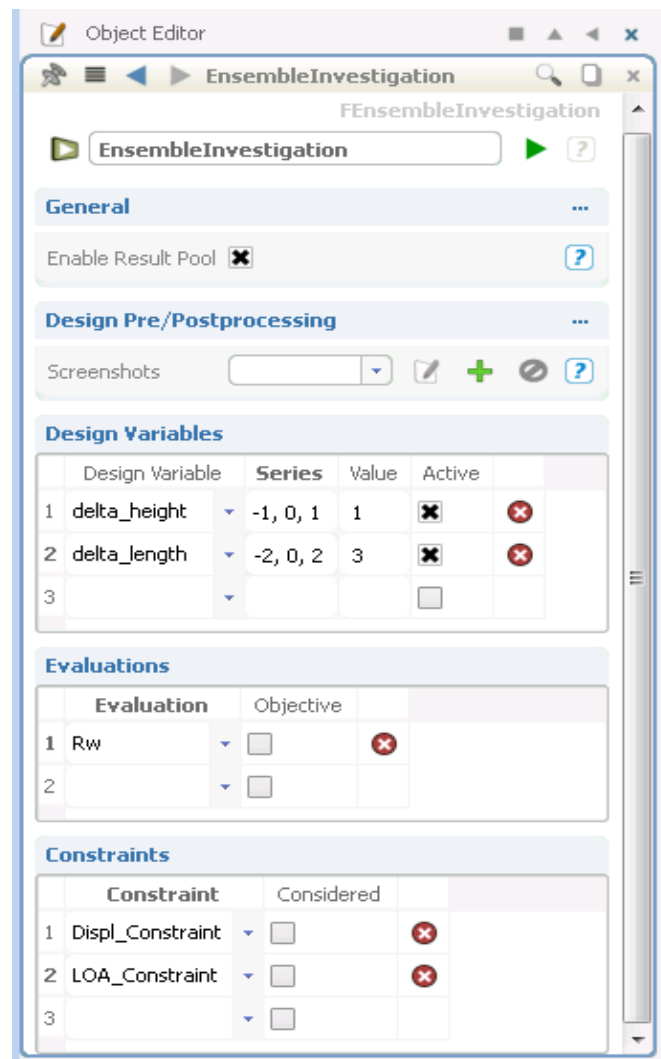 Object Editor
EnsembleInvestigation
FEnsembleInvestigation
EnsembleInvestigation ?
General ...
Enable Result Pool ?
Design Pre/Postprocessing ...
Screenshots ?
Design Variables
Design Variable Series Value Active
1 delta_height -1, 0, 1 1
2 delta_length -2, 0, 2 3
3
Evaluations
Evaluation Objective
1 Rw
2
Constraints
Constraint Considered
1 Displ_Constraint
2 LOA_Constraint
3